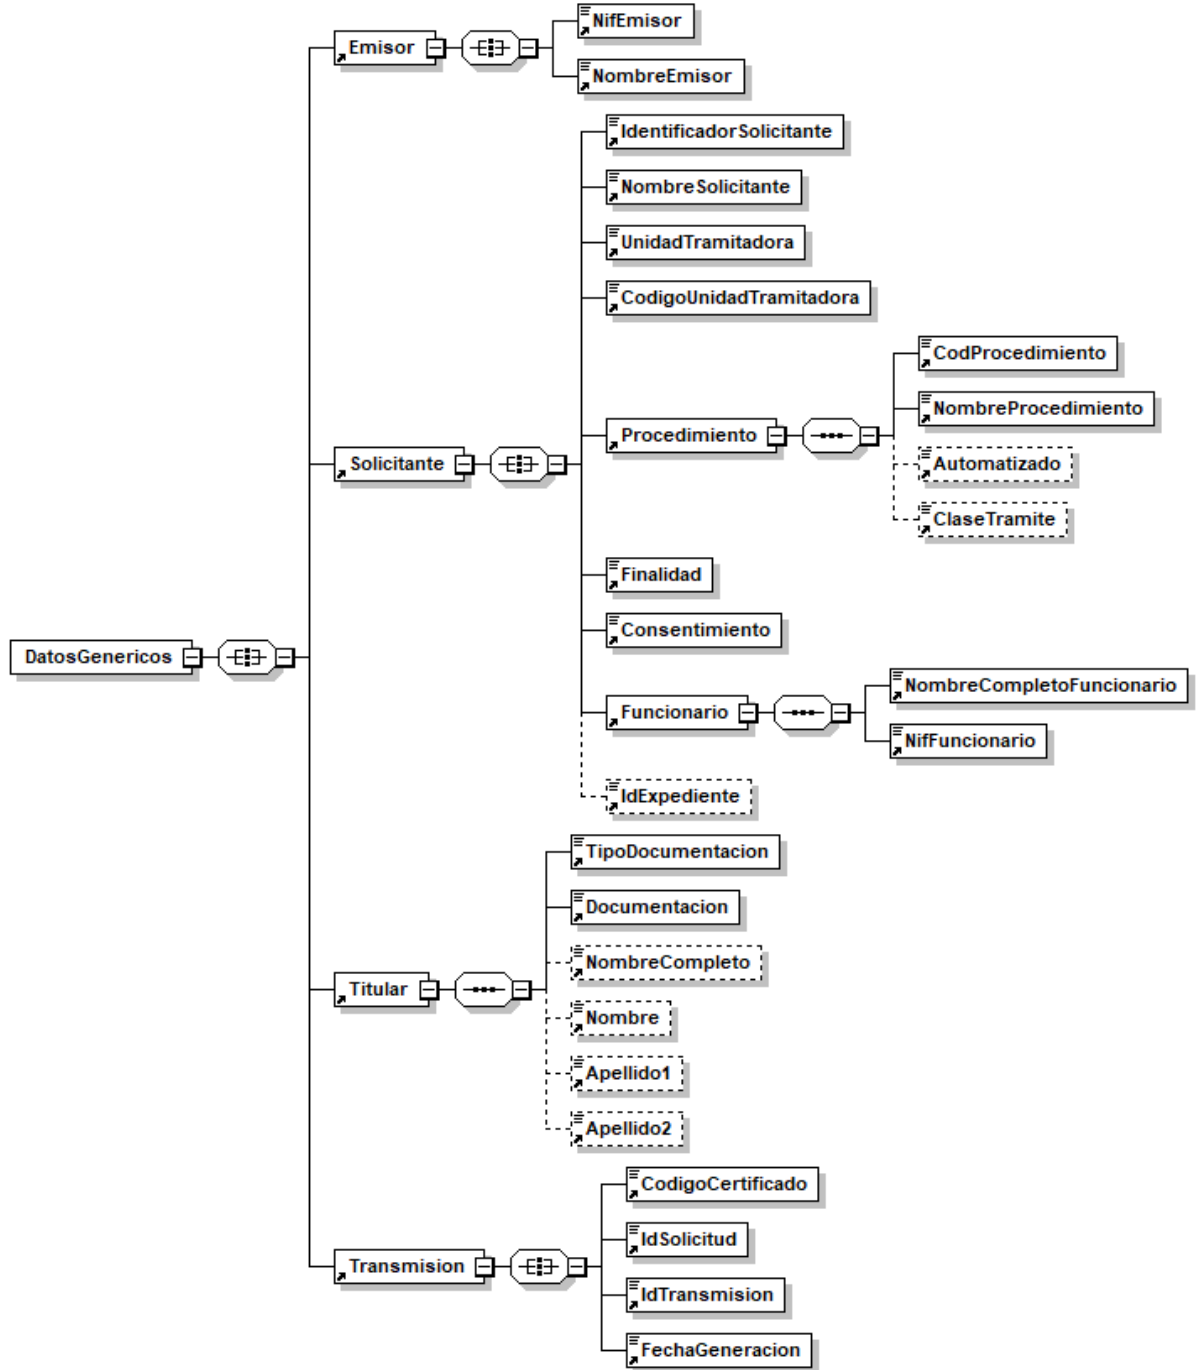 NifEmisor
Emisor
NombreEmisor
IdentificadorSolicitante
NombreSolicitante
UnidadTramitadora
CodigoUnidadTramitadora
CodProcedimiento
NombreProcedimiento
Procedimiento
Solicitante
Automatizado
ClaseTramite
Finalidad
Consentimiento
DatosGenericos
NombreCompletoFuncionario
Funcionario
NifFuncionario
IdExpediente
TipoDocumentacion
Documentacion
NombreCompleto
Titular
Nombre
Apellido1
Apellido2
CodigoCertificado
IdSolicitud
Transmision
IdTransmision
FechaGeneracion